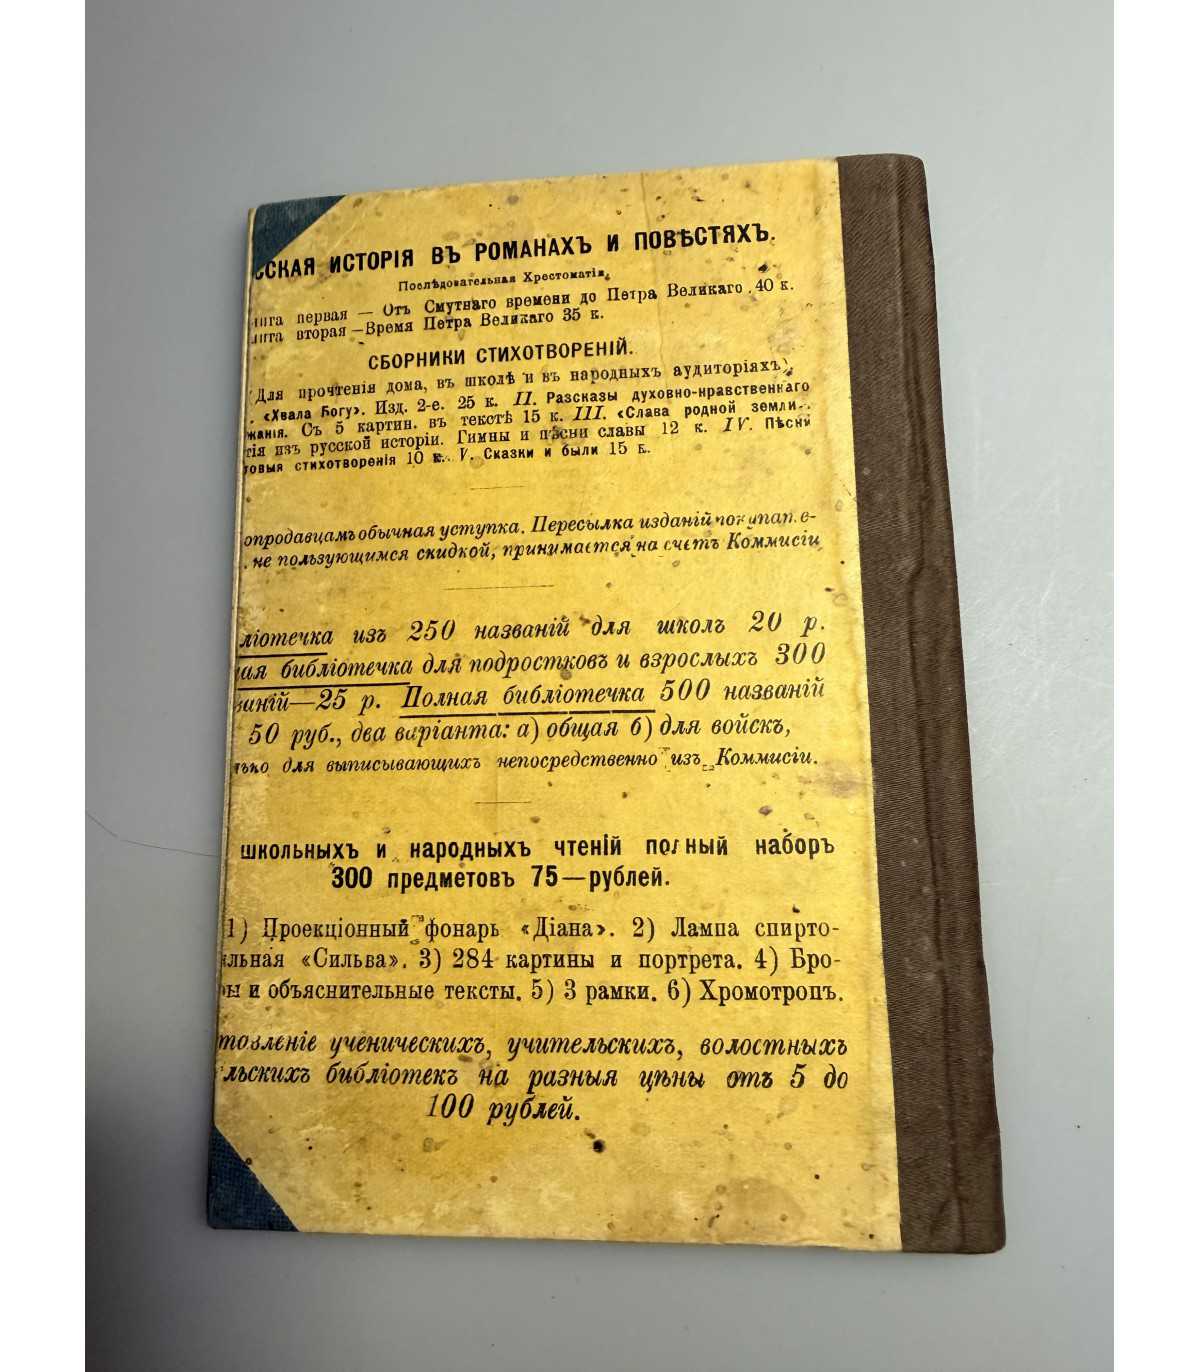 ССКАЯ ИСТОРІЯ ВЪ РОМАНАХЪ И ПОВѢСТЯХЪ.
Послѣдовательная Хрестоматія.
ига первая — Отъ Смутнаго времени до Петра Великаго 40 к.
ига вторая — Время Петра Великаго 35 к.
СБОРНИКИ СТИХОТВОРЕНІЙ.
Для прочтенія дома, въ школѣ и въ народныхъ аудиторіяхъ)
«Хвала Богу». Изд. 2-е. 25 к. II. Разсказы духовно-нравственнаго
жанія. Съ 5 картин. въ текстѣ 15 к. III. «Слава родной земли».
тія изъ русской исторіи. Гимны и пѣсни славы 12 к. IV. Пѣсни
товыя стихотворенія 10 к. V. Сказки и были 15 к.
опродавцамъ обычная уступка. Пересылка изданій
не пользующимся скидкой, принимается на счетъ Коммисіи
ліотечка изъ 250 названій для школъ 20 р.
ая библіотечка для подростковъ и взрослыхъ 300
ваній—25 р. Полная библіотечка 500 названій
50 руб., два варіанта: а) общая б) для войскъ,
лько для выписывающихъ непосредственно изъ Коммисіи.
школьныхъ и народныхъ чтеній полный наборъ
300 предметовъ 75—рублей.
1) Проекціонный фонарь «Діана». 2) Лампа спирто-
льная «Сильва». 3) 284 картины и портрета. 4) Бро-
ры и объяснительные тексты. 5) 3 рамки. 6) Хромотропъ.
товленіе ученическихъ, учительскихъ, волостныхъ
льскихъ библіотекъ на разныя цѣны отъ 5 до
100 рублей.